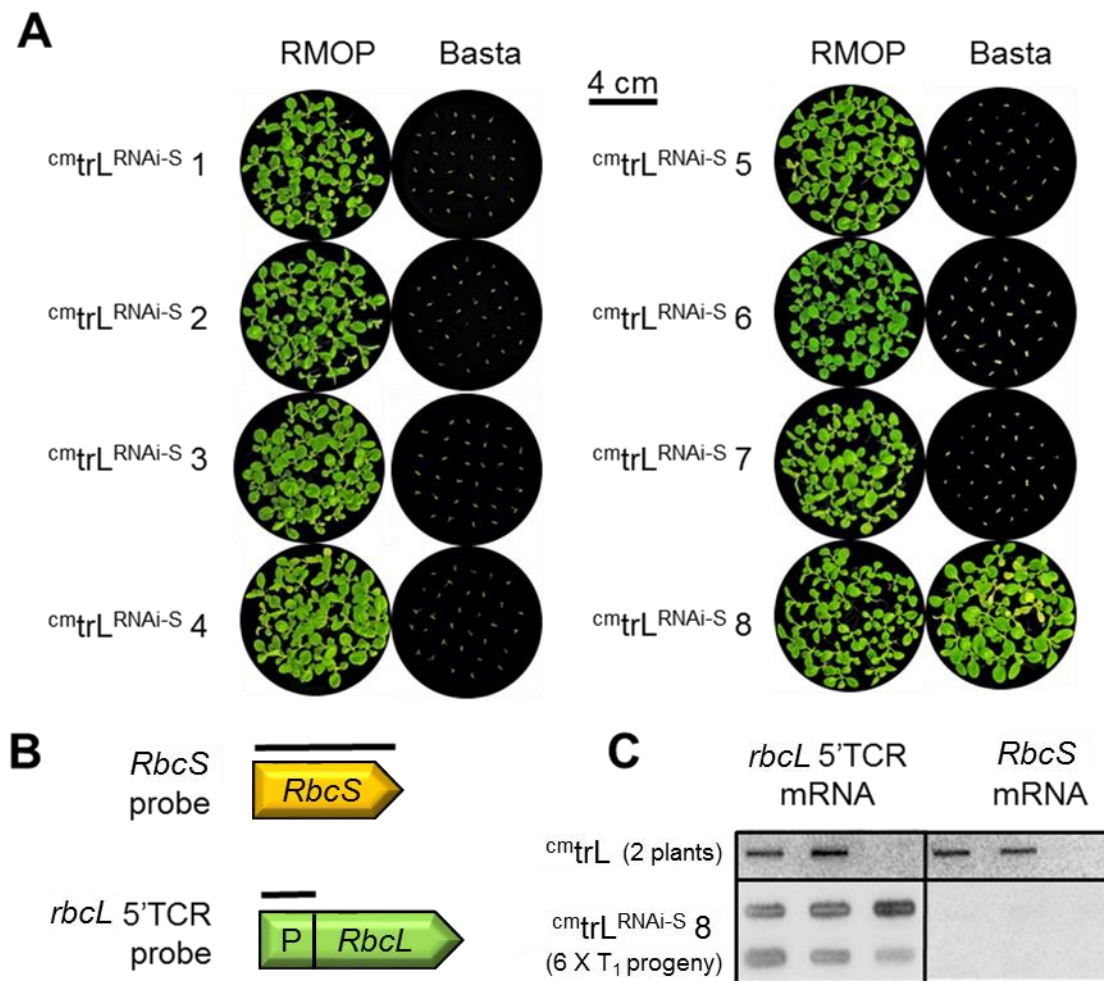 A
RMOP Basta
4 cm
RMOP Basta
cmtrLRNAi-S 1
cmtrLRNAi-S 5
cmtrLRNAi-S 2
cmtrLRNAi-S 6
cmtrLRNAi-S 3
cmtrLRNAi-S 7
cmtrLRNAi-S 4
cmtrLRNAi-S 8
B
RbcS
probe
RbcS
rbcL 5'TCR
probe
P RbcL
C
rbcL 5'TCR
mRNA
RbcS
mRNA
cmtrL (2 plants)
cmtrLRNAi-S 8
(6 X T1 progeny)